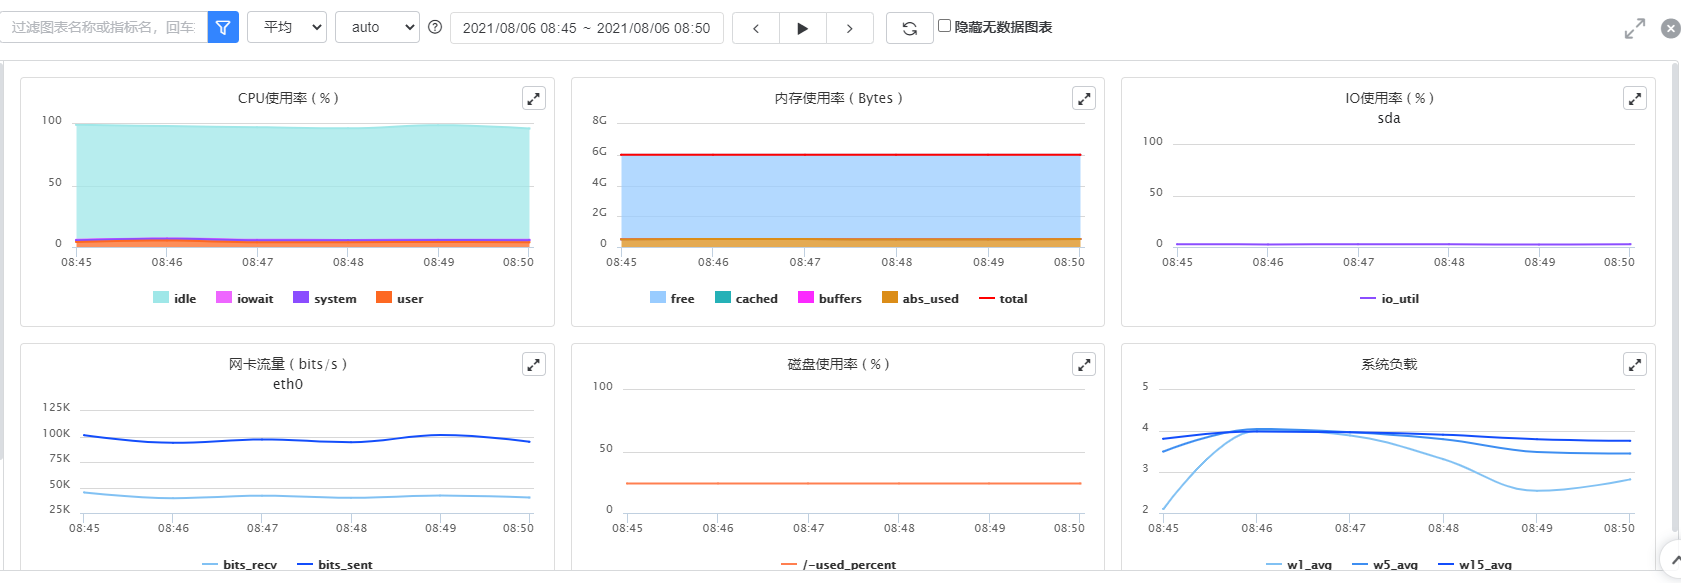 过滤图表名称或指标名，回车 平均 auto 2021/08/06 08:45 ~ 2021/08/06 08:50 隐藏无数据图表
CPU使用率 ( % )
100
50
0
08:45 08:46 08:47 08:48 08:49 08:50
idle iowait system user
内存使用率 ( Bytes )
8G
6G
4G
2G
0
08:45 08:46 08:47 08:48 08:49 08:50
free cached buffers abs_used total
IO使用率 ( % )
sda
100
50
0
08:45 08:46 08:47 08:48 08:49 08:50
io_util
网卡流量 ( bits/s )
eth0
125K
100K
75K
50K
25K
08:45 08:46 08:47 08:48 08:49 08:50
bits_recv bits_sent
磁盘使用率 ( % )
100
50
0
08:45 08:46 08:47 08:48 08:49 08:50
/-used_percent
系统负载
5
4
3
2
08:45 08:46 08:47 08:48 08:49 08:50
w1_avg w5_avg w15_avg